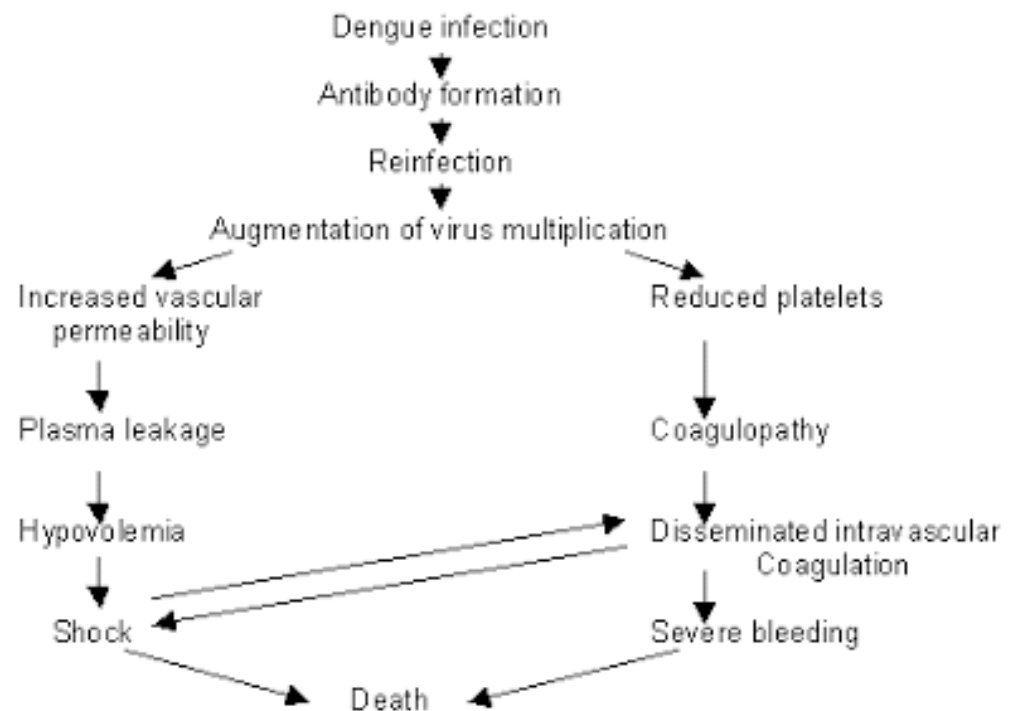 Dengue infection
Antibody formation
Reinfection
Augmentation of virus multiplication
Increased vascular
permeability
Reduced platelets
Plasma leakage
Coagulopathy
Hypovolemia
Disseminated intravascular
Coagulation
Shock
Severe bleeding
Death